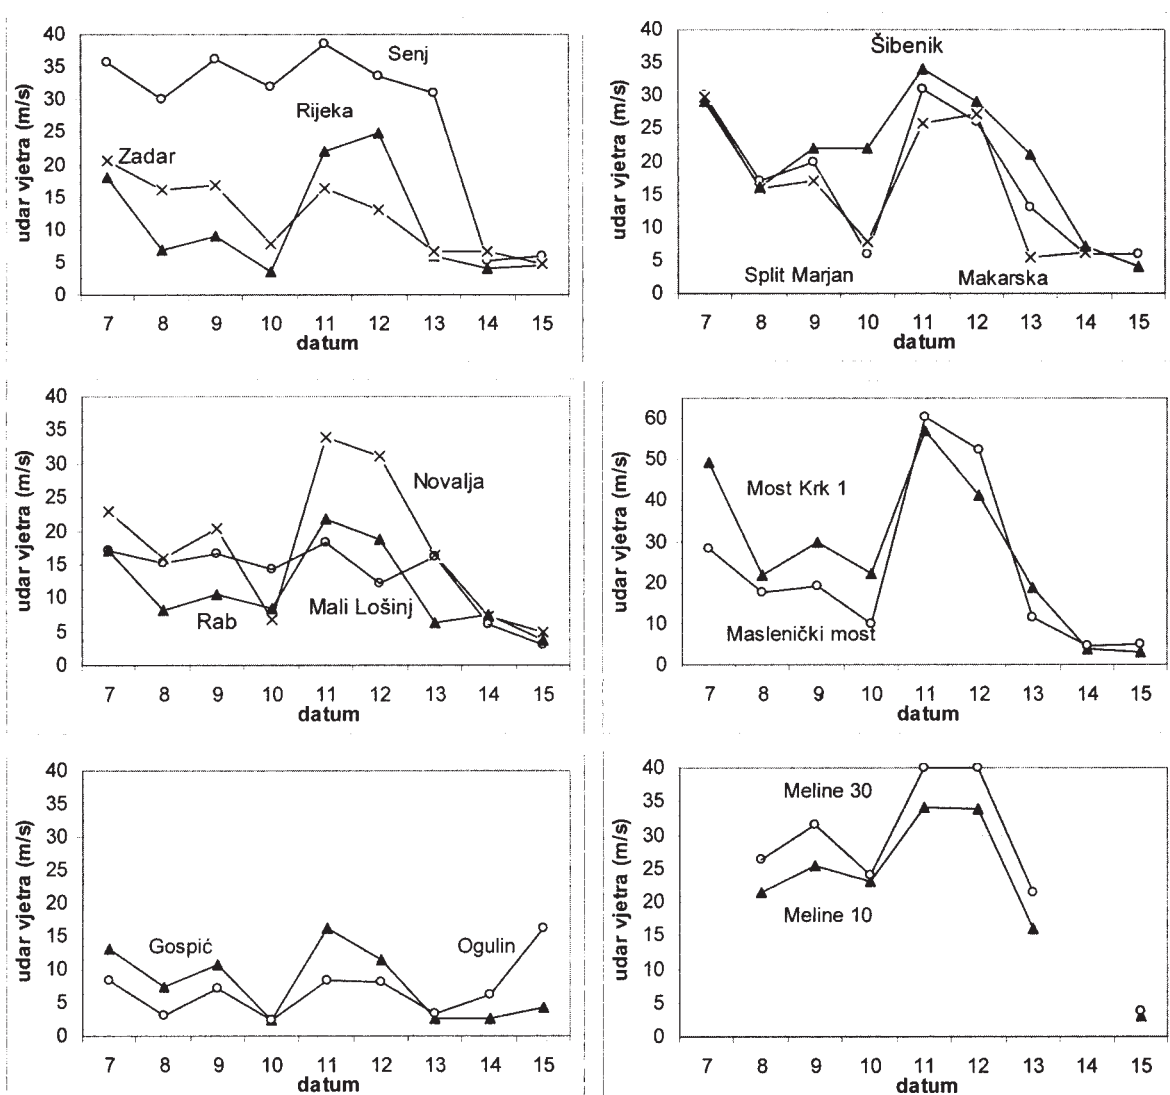 40
35
30
25
20
15
10
5
0
udar vjetra (m/s)
Senj
Rijeka
Zadar
7 8 9 10 11 12 13 14 15
datum
40
30
20
10
0
udar vjetra (m/s)
Šibenik
Split Marjan
Makarska
7 8 9 10 11 12 13 14 15
datum
40
35
30
25
20
15
10
5
0
udar vjetra (m/s)
Novalja
Mali Lošinj
Rab
7 8 9 10 11 12 13 14 15
datum
60
50
40
30
20
10
0
udar vjetra (m/s)
Most Krk 1
Maslenički most
7 8 9 10 11 12 13 14 15
datum
40
35
30
25
20
15
10
5
0
udar vjetra (m/s)
Gospić
Ogulin
7 8 9 10 11 12 13 14 15
datum
40
35
30
25
20
15
10
5
0
udar vjetra (m/s)
Meline 30
Meline 10
7 8 9 10 11 12 13 14 15
datum